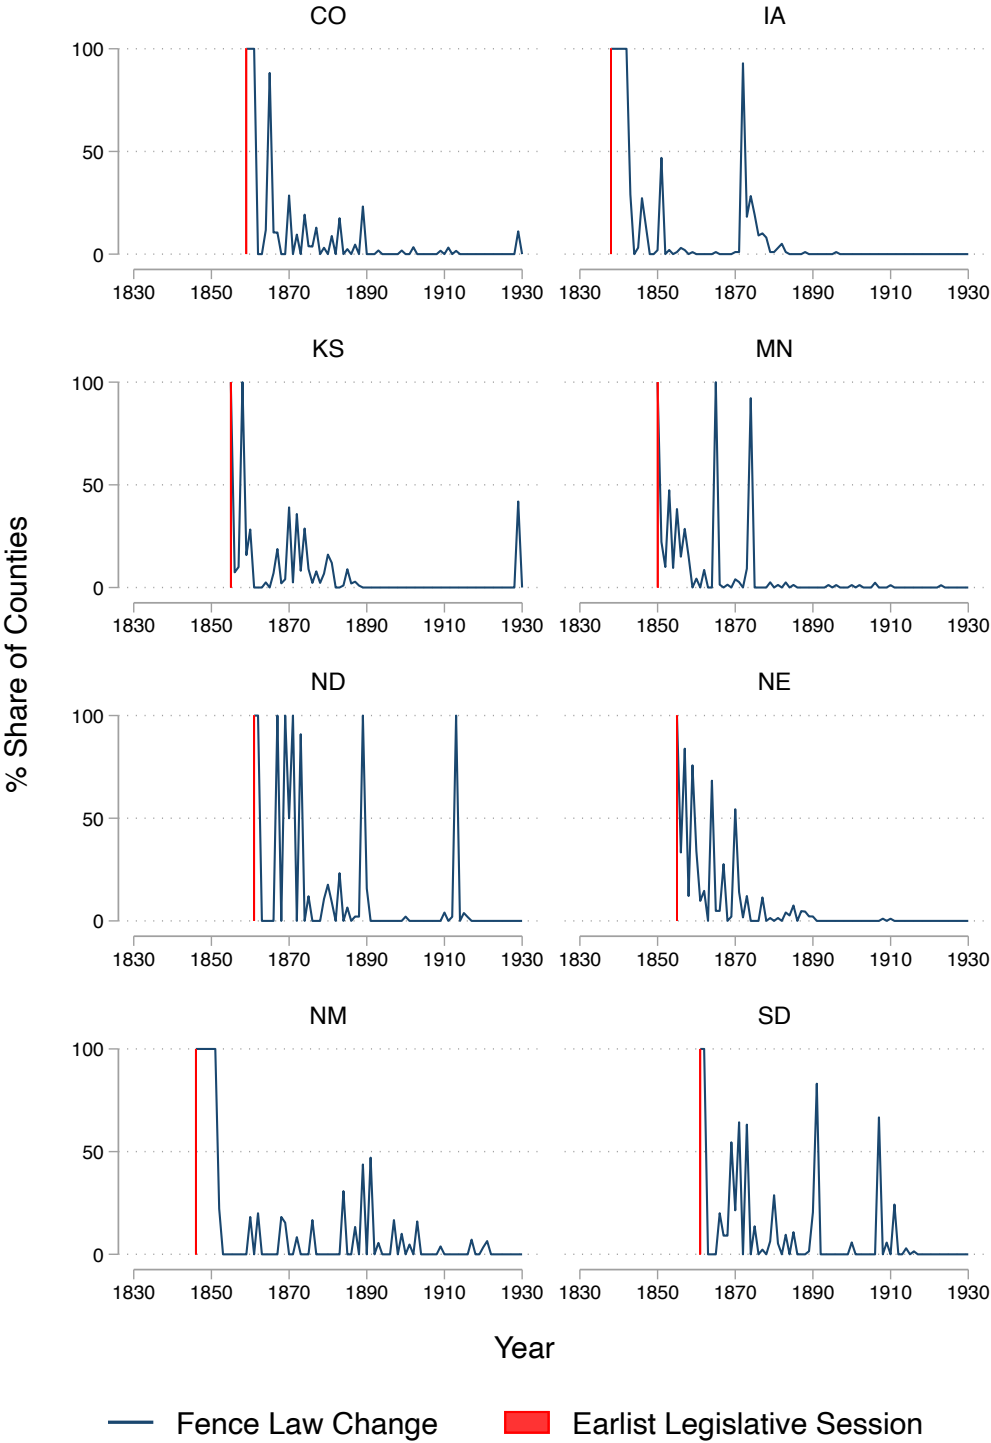 CO IA
100
50
0
1830 1850 1870 1890 1910 1930 1830 1850 1870 1890 1910 1930
KS MN
100
50
0
1830 1850 1870 1890 1910 1930 1830 1850 1870 1890 1910 1930
% Share of Counties
ND NE
100
50
0
1830 1850 1870 1890 1910 1930 1830 1850 1870 1890 1910 1930
NM SD
100
50
0
1830 1850 1870 1890 1910 1930 1830 1850 1870 1890 1910 1930
Year
Fence Law Change Earlist Legislative Session